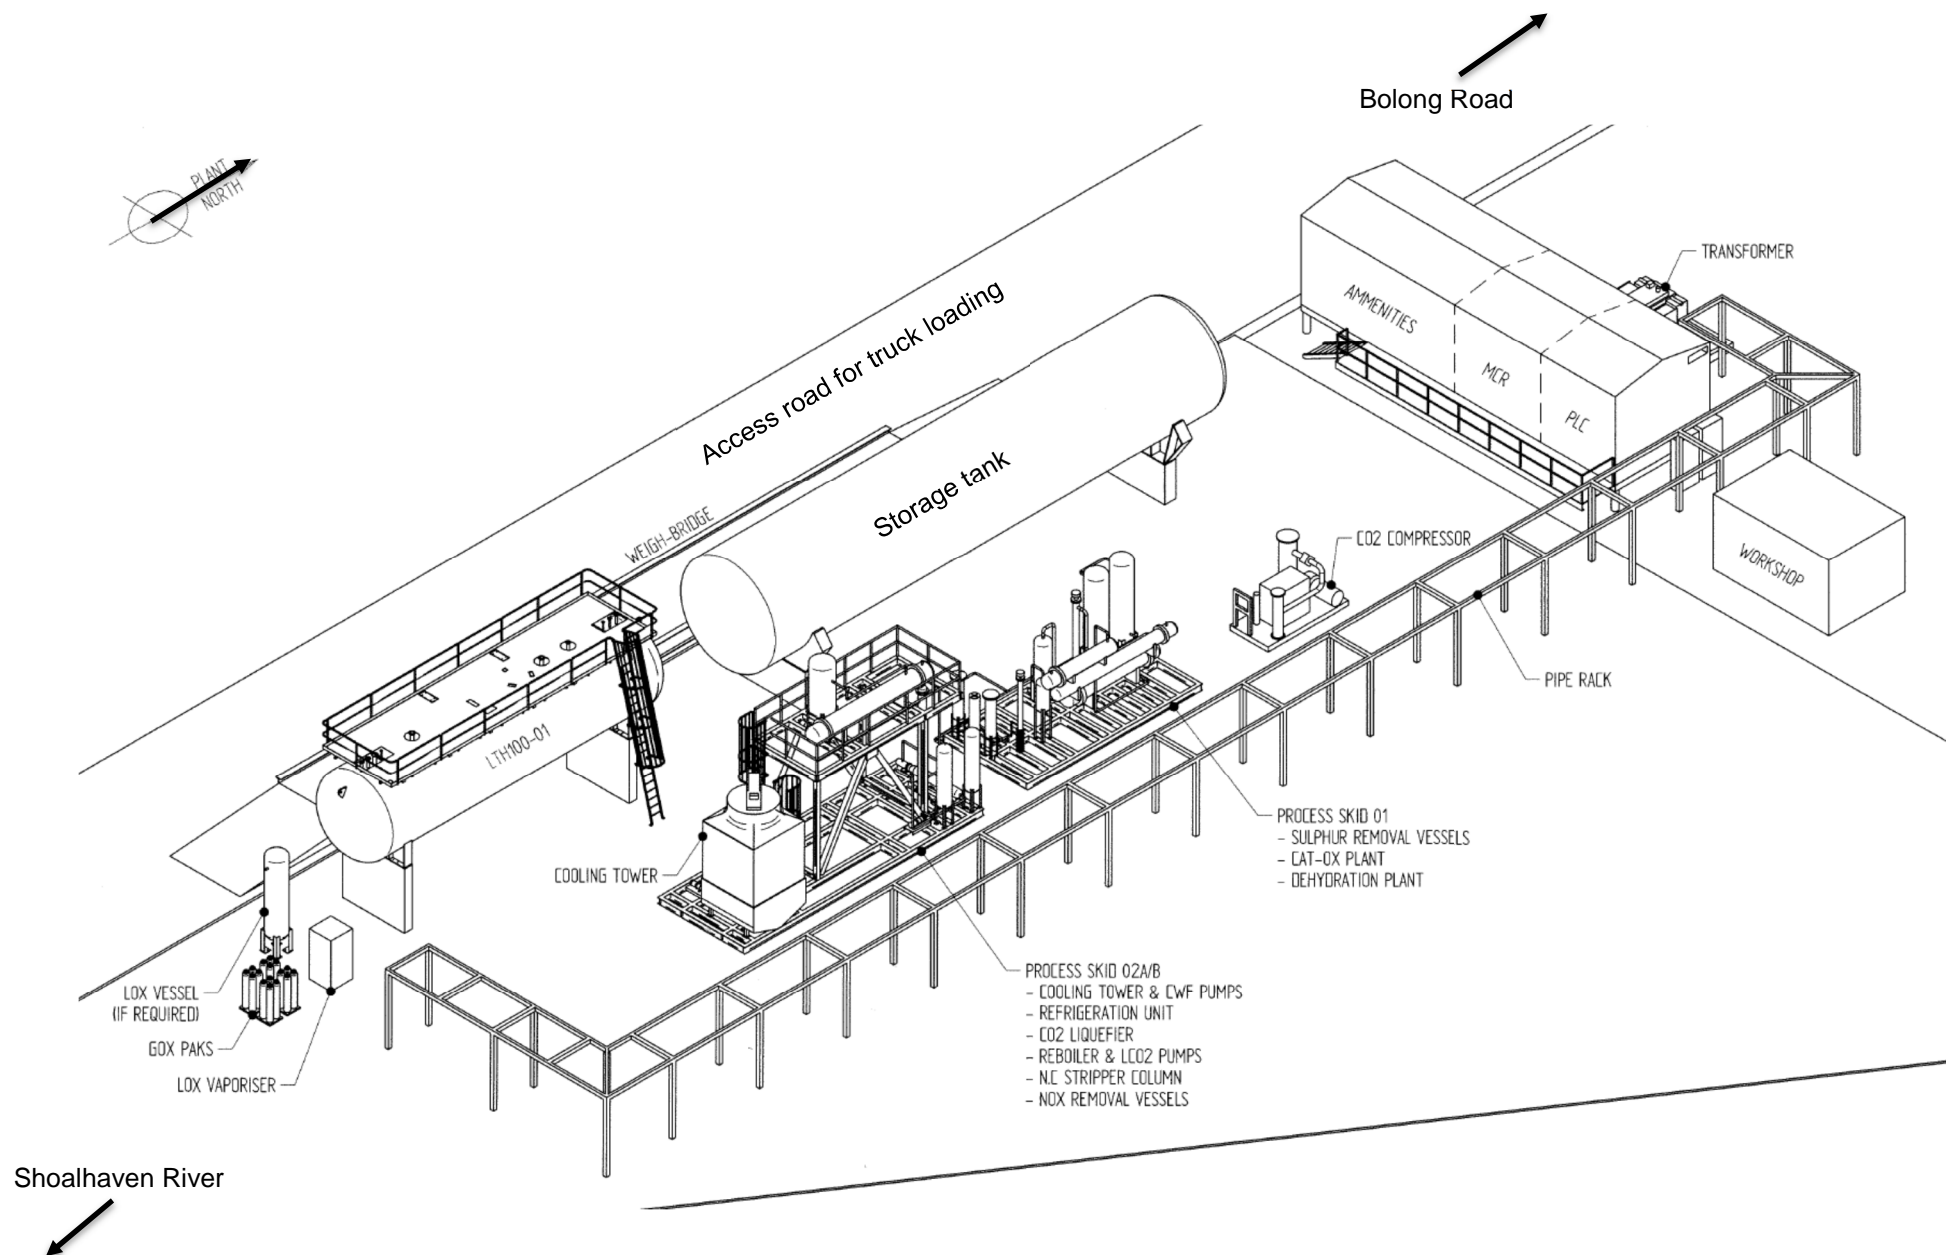 Bolong Road
PLANT
NORTH
TRANSFORMER
AMMENITIES
MCR
PLC
Access road for truck loading
Storage tank
WEIGH-BRIDGE
CO2 COMPRESSOR
WORKSHOP
PIPE RACK
LTH100-01
PROCESS SKID 01
- SULPHUR REMOVAL VESSELS
- CAT-OX PLANT
- DEHYDRATION PLANT
COOLING TOWER
PROCESS SKID 02A/B
- COOLING TOWER & CWF PUMPS
- REFRIGERATION UNIT
- CO2 LIQUEFIER
- REBOILER & LCO2 PUMPS
- N.C STRIPPER COLUMN
- NOX REMOVAL VESSELS
LOX VESSEL
(IF REQUIRED)
GOX PAKS
LOX VAPORISER
Shoalhaven River